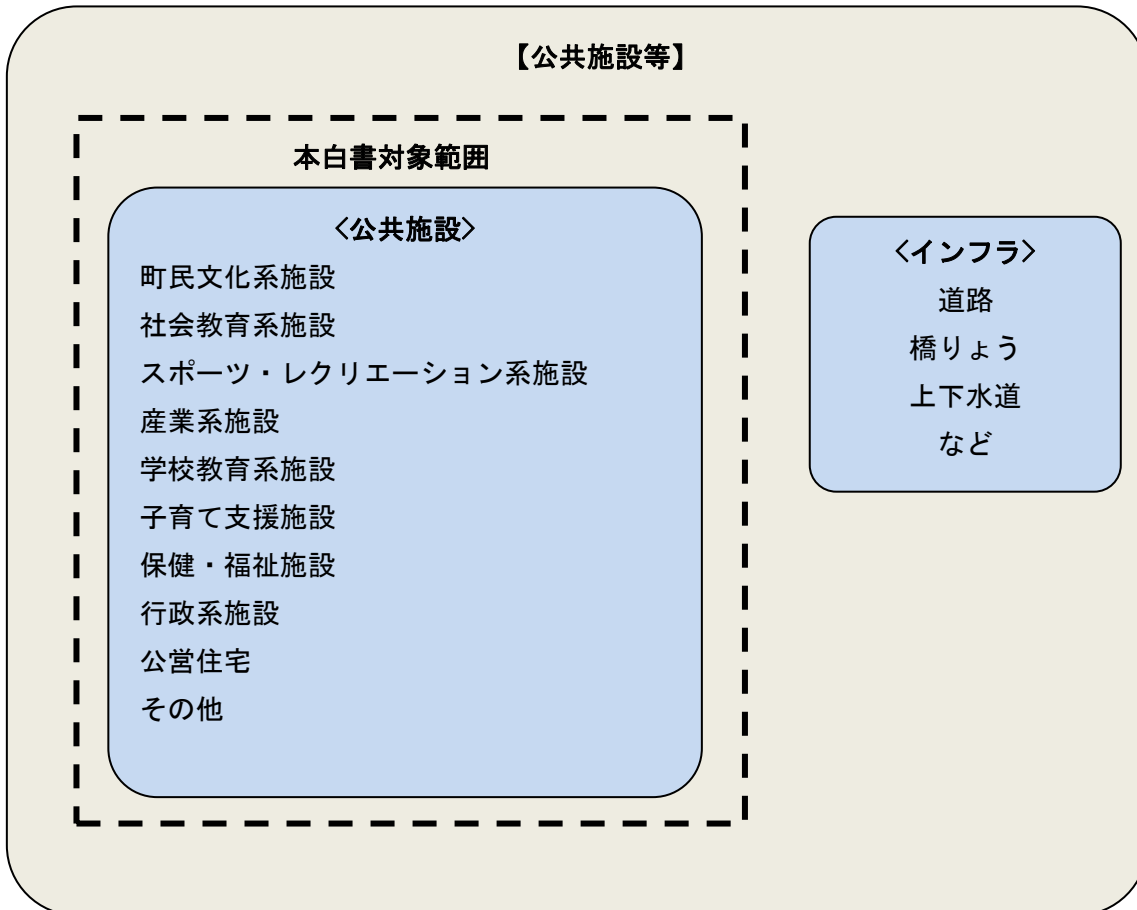 【公共施設等】
本白書対象範囲
<公共施設>
町民文化系施設
社会教育系施設
スポーツ・レクリエーション系施設
産業系施設
学校教育系施設
子育て支援施設
保健・福祉施設
行政系施設
公営住宅
その他
<インフラ>
道路
橋りょう
上下水道
など